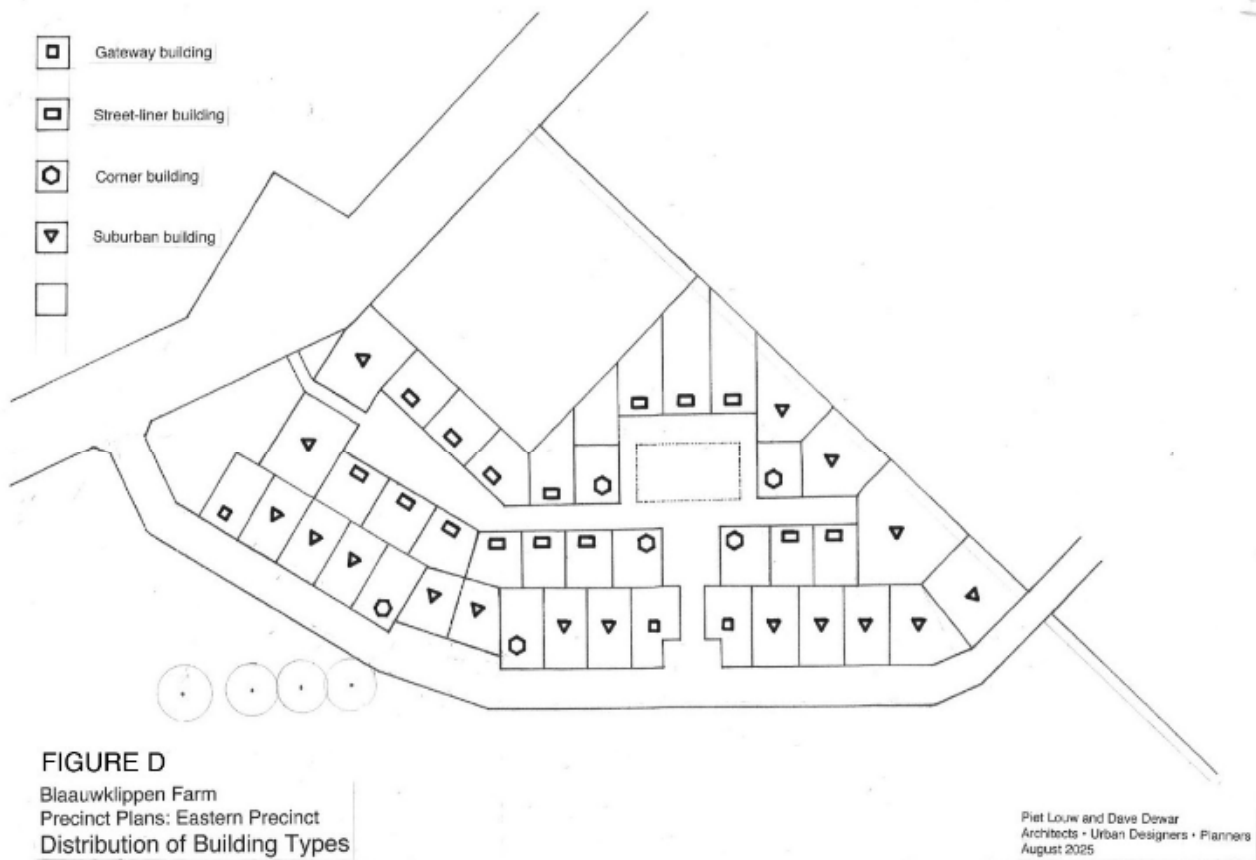 Gateway building
Street-liner building
Corner building
Suburban building
FIGURE D
Blaauwklippen Farm
Precinct Plans: Eastern Precinct
Distribution of Building Types
Piet Louw and Dave Dewar
Architects • Urban Designers • Planners
August 2025